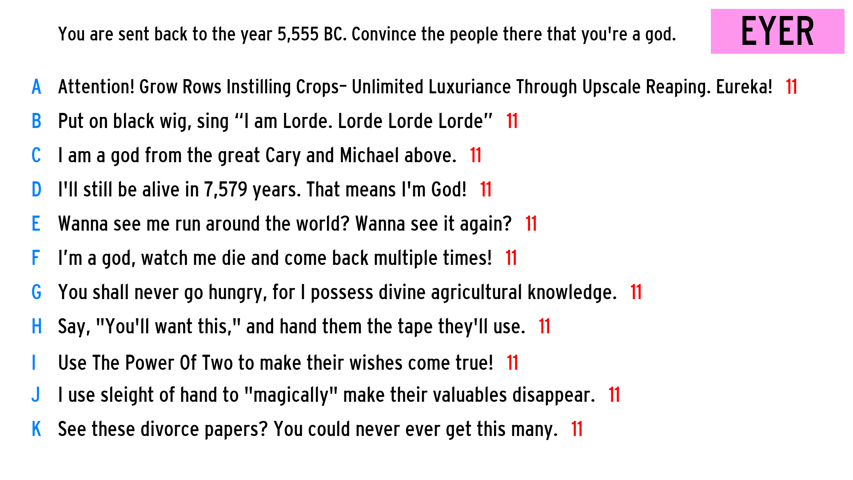 You are sent back to the year 5,555 BC. Convince the people there that you're a god.
EYER
A Attention! Grow Rows Instilling Crops- Unlimited Luxuriance Through Upscale Reaping. Eureka! 11
B Put on black wig, sing “I am Lorde. Lorde Lorde Lorde” 11
C I am a god from the great Cary and Michael above. 11
D I'll still be alive in 7,579 years. That means I'm God! 11
E Wanna see me run around the world? Wanna see it again? 11
F I’m a god, watch me die and come back multiple times! 11
G You shall never go hungry, for I possess divine agricultural knowledge. 11
H Say, "You'll want this," and hand them the tape they'll use. 11
I Use The Power Of Two to make their wishes come true! 11
J I use sleight of hand to "magically" make their valuables disappear. 11
K See these divorce papers? You could never ever get this many. 11